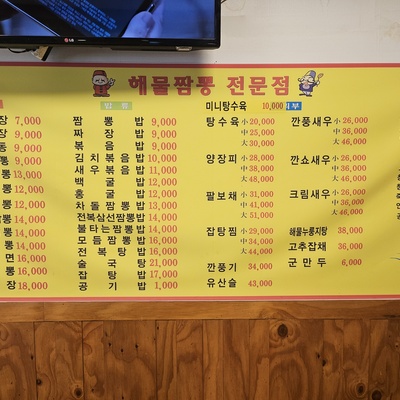 LG
해물짬뽕 전문점
장 7,000
장 9,000
동 9,000
뽕 9,000
뽕 13,000
뽕 12,000
뽕 12,000
뽕 14,000
뽕 14,000
뽕 14,000
면 16,000
뽕 16,000
장 18,000
밥류
짬뽕밥 9,000
짜장밥 9,000
볶음밥 9,000
김치볶음밥 10,000
새우볶음밥 11,000
백굴밥 12,000
홍굴밥 12,000
차돌짬뽕밥 13,000
전복삼선짬뽕밥 14,000
불타는짬뽕밥 14,000
모듬짬뽕밥 16,000
전복탕밥 16,000
술국탕 21,000
잡탕밥 17,000
공기밥 1,000
미니탕수육 10,000
탕수육 小 20,000
中 25,000
大 30,000
양장피 小 28,000
中 38,000
大 48,000
팔보채 小 31,000
中 41,000
大 51,000
잡탕찜 小 29,000
中 34,000
大 44,000
깐풍기 34,000
유산슬 43,000
깐풍새우 小 26,000
中 36,000
大 46,000
깐쇼새우 小 26,000
中 36,000
大 46,000
크림새우 小 26,000
中 36,000
大 46,000
해물누룽지탕 38,000
고추잡채 36,000
군만두 6,000